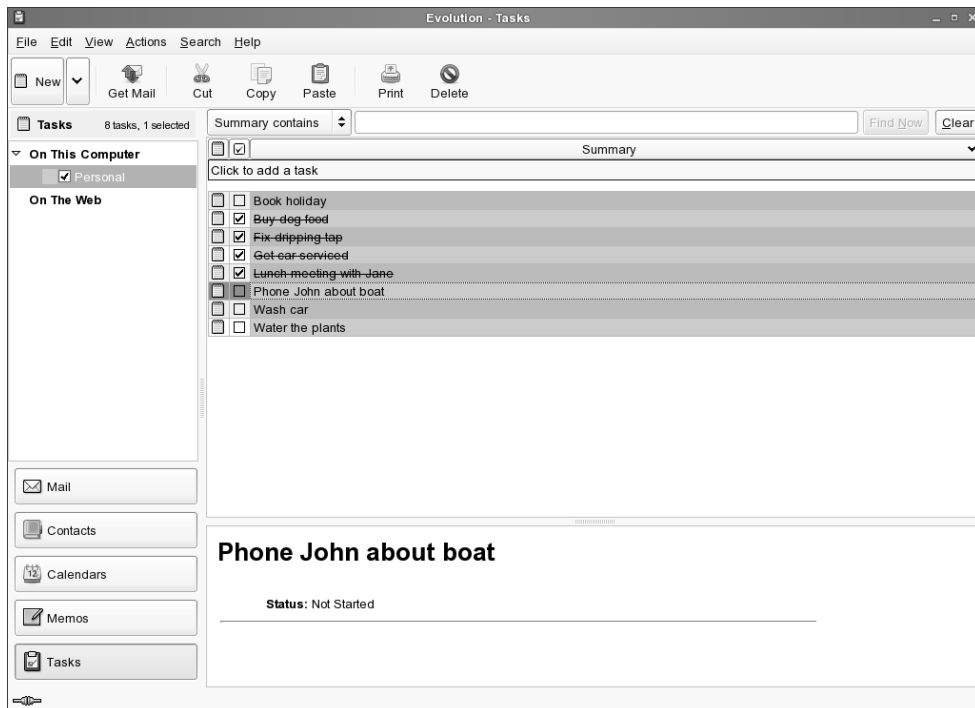 Evolution - Tasks
File Edit View Actions Search Help
New Get Mail Cut Copy Paste Print Delete
Tasks 8 tasks, 1 selected Summary contains Find Now Clear
On This Computer
Personal
On The Web
Summary
Click to add a task
Book holiday
Buy dog food
Fix dripping tap
Get car serviced
Lunch meeting with Jane
Phone John about boat
Wash car
Water the plants
Mail
Contacts
12
Calendars
Memos
Tasks
Phone John about boat
Status: Not Started